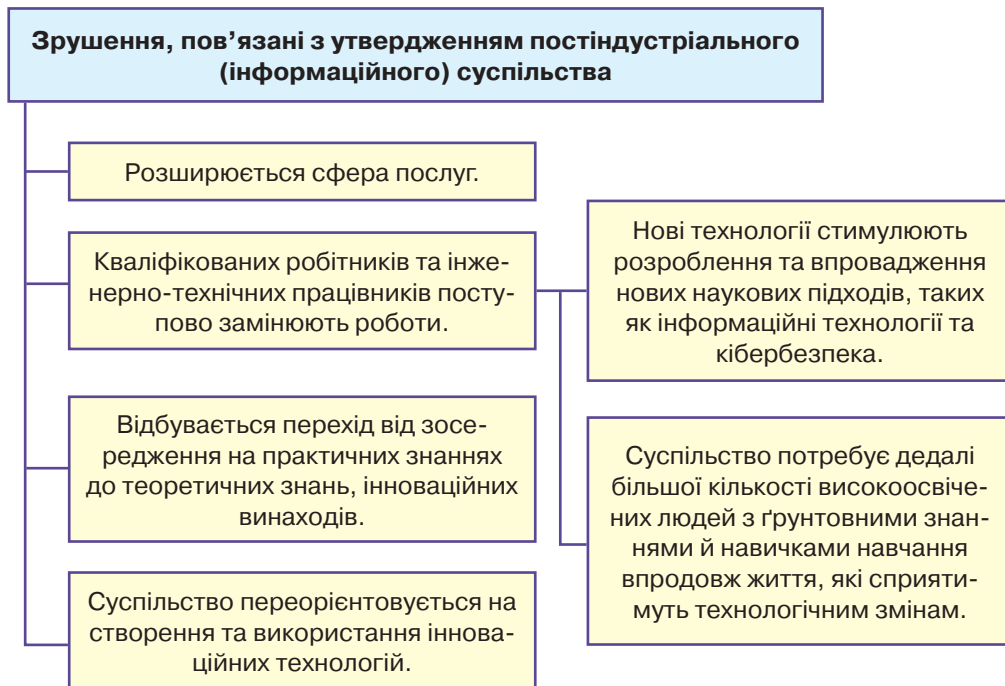 Зрушення, пов’язані з утвердженням постіндустріального
(інформаційного) суспільства
Розширюється сфера послуг.
Кваліфікованих робітників та інже-
нерно-технічних працівників посту-
пово замінюють роботи.
Відбувається перехід від зосе-
редження на практичних знаннях
до теоретичних знань, інноваційних
винаходів.
Суспільство переорієнтовується на
створення та використання іннова-
ційних технологій.
Нові технології стимулюють
розроблення та впровадження
нових наукових підходів, таких
як інформаційні технології та
кібербезпека.
Суспільство потребує дедалі
більшої кількості високоосвіче-
них людей з ґрунтовними знан-
нями й навичками навчання
впродовж життя, які сприяти-
муть технологічним змінам.